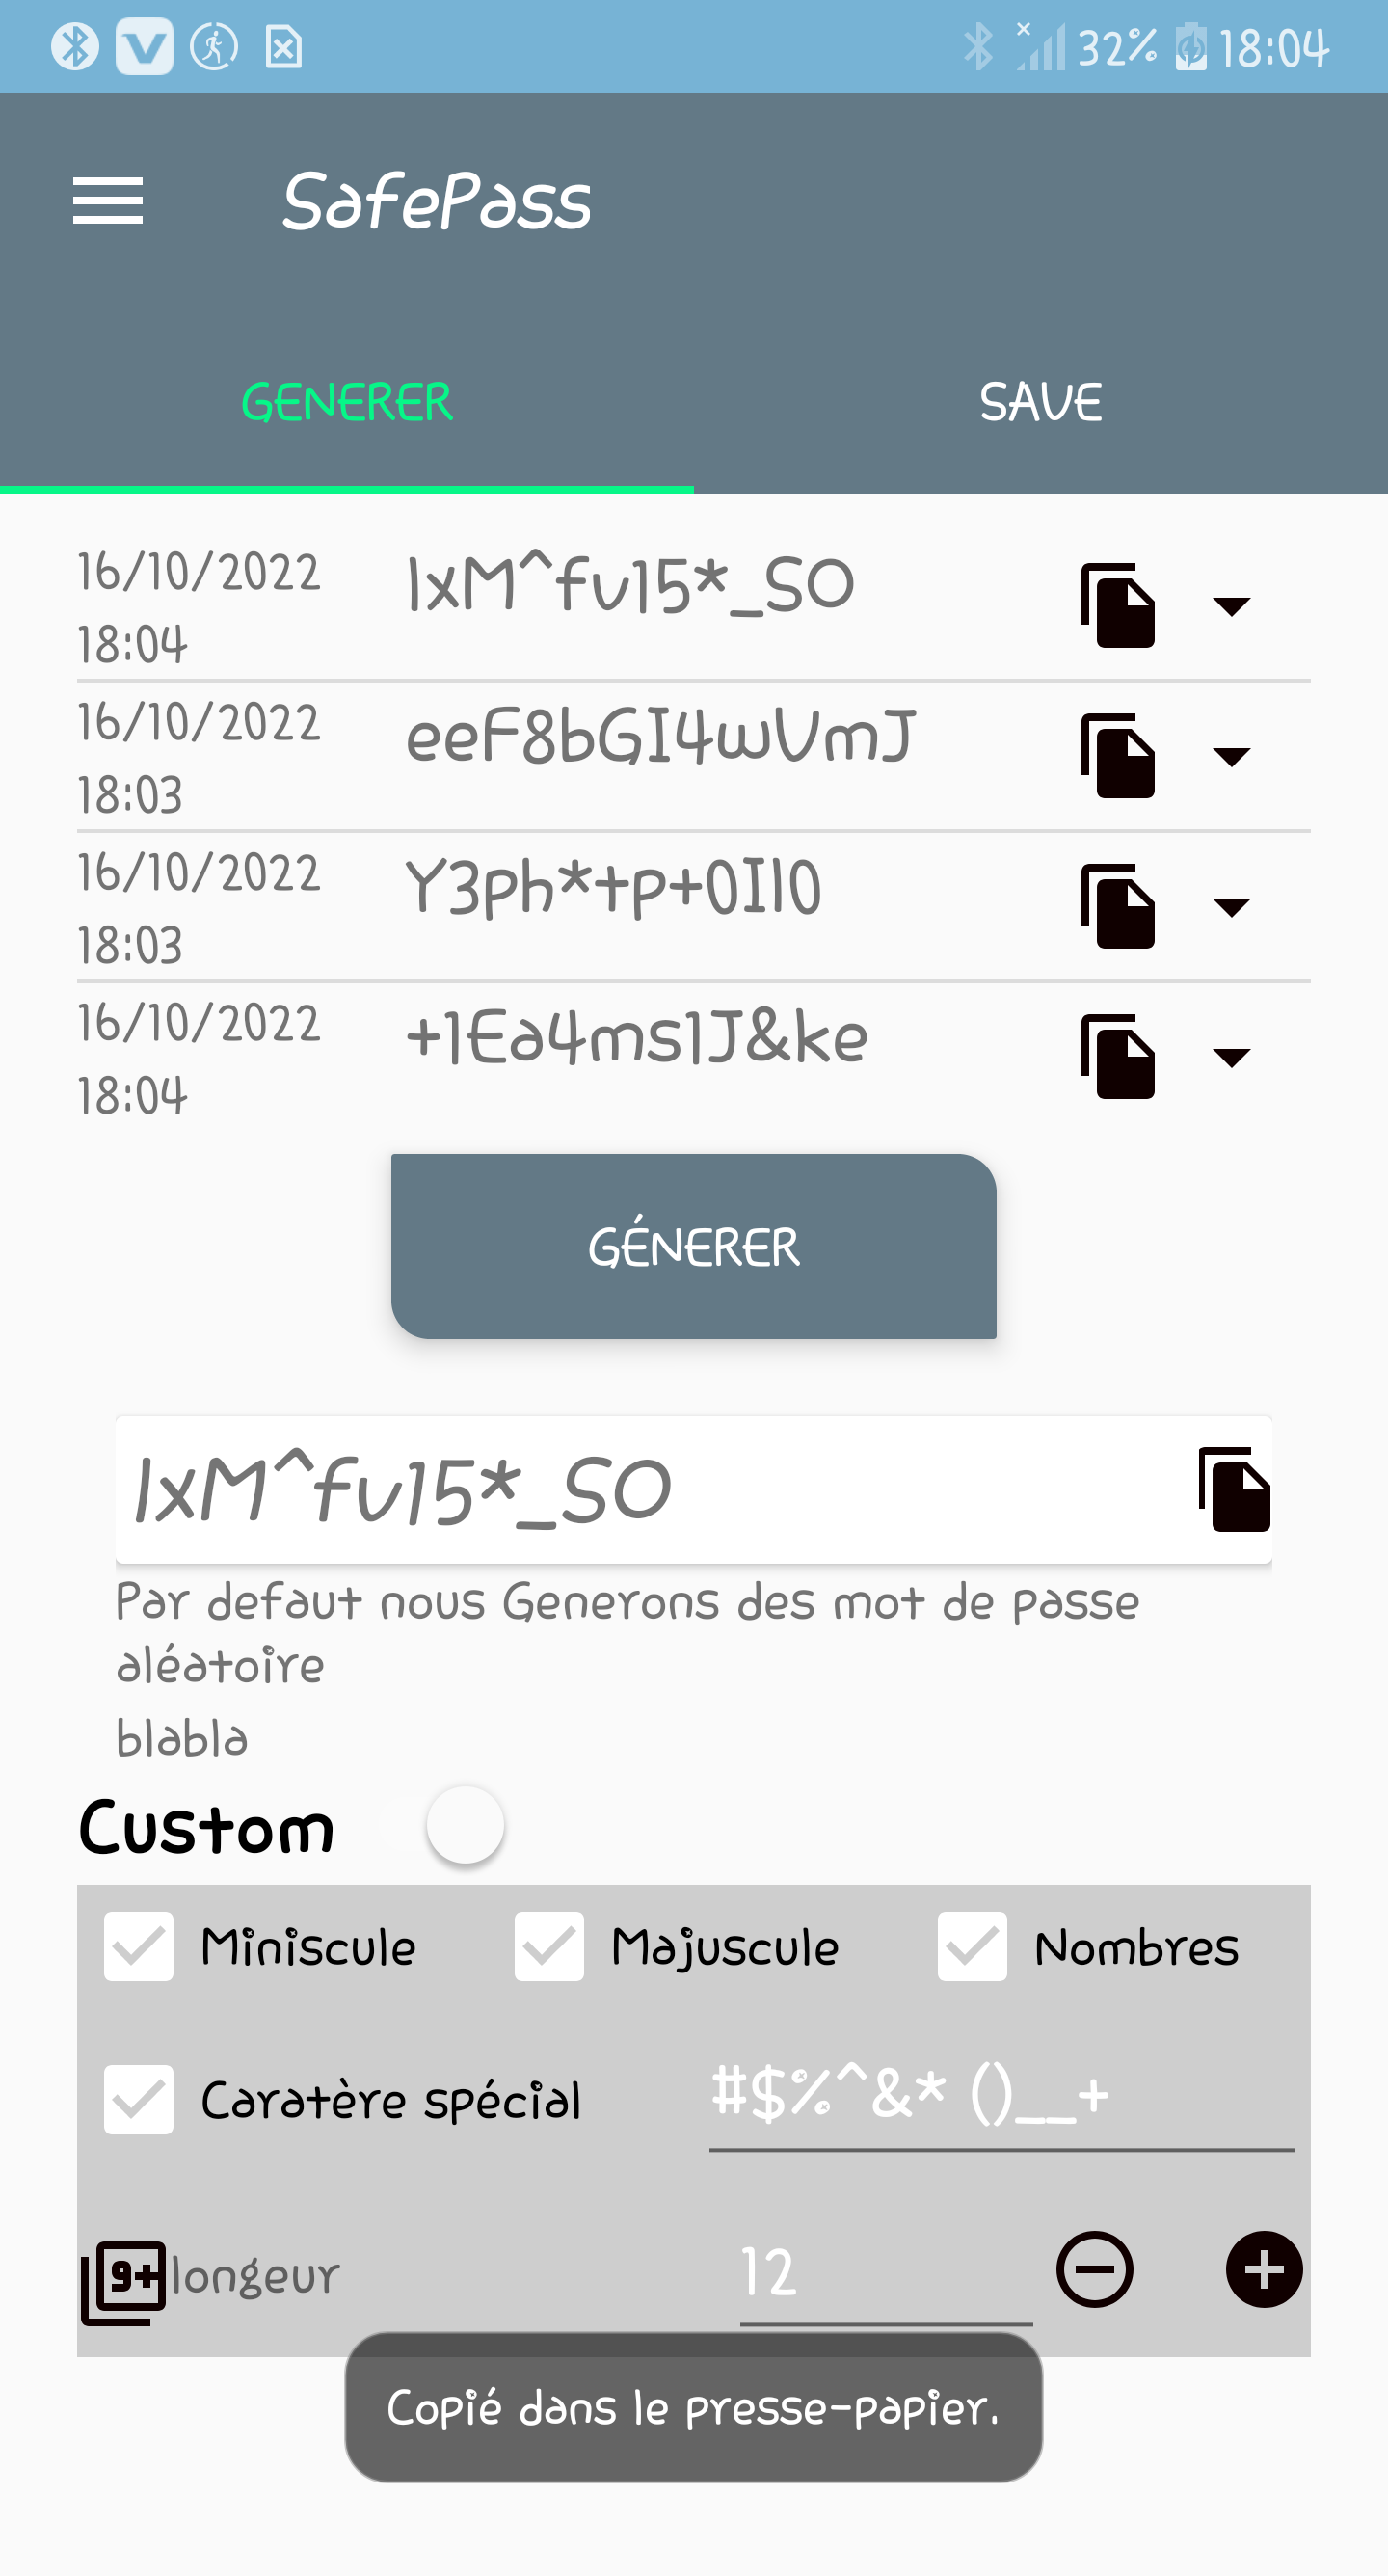 32% 18:04
SafePass
GENERER SAVE
16/10/2022 lxM^fv15*_SO
18:04
16/10/2022 eeF8bGI4wVmJ
18:03
16/10/2022 Y3ph*+p+0Il0
18:03
16/10/2022 +1Ea4ms1J&ke
18:04
GÉNERER
lxM^fv15*_SO
Par defaut nous Generons des mot de passe
aléatoire
blabla
Custom
Miniscule Majuscule Nombres
Caratère spécial #$%^&* ()__+
9+ longeur 12
Copié dans le presse-papier.